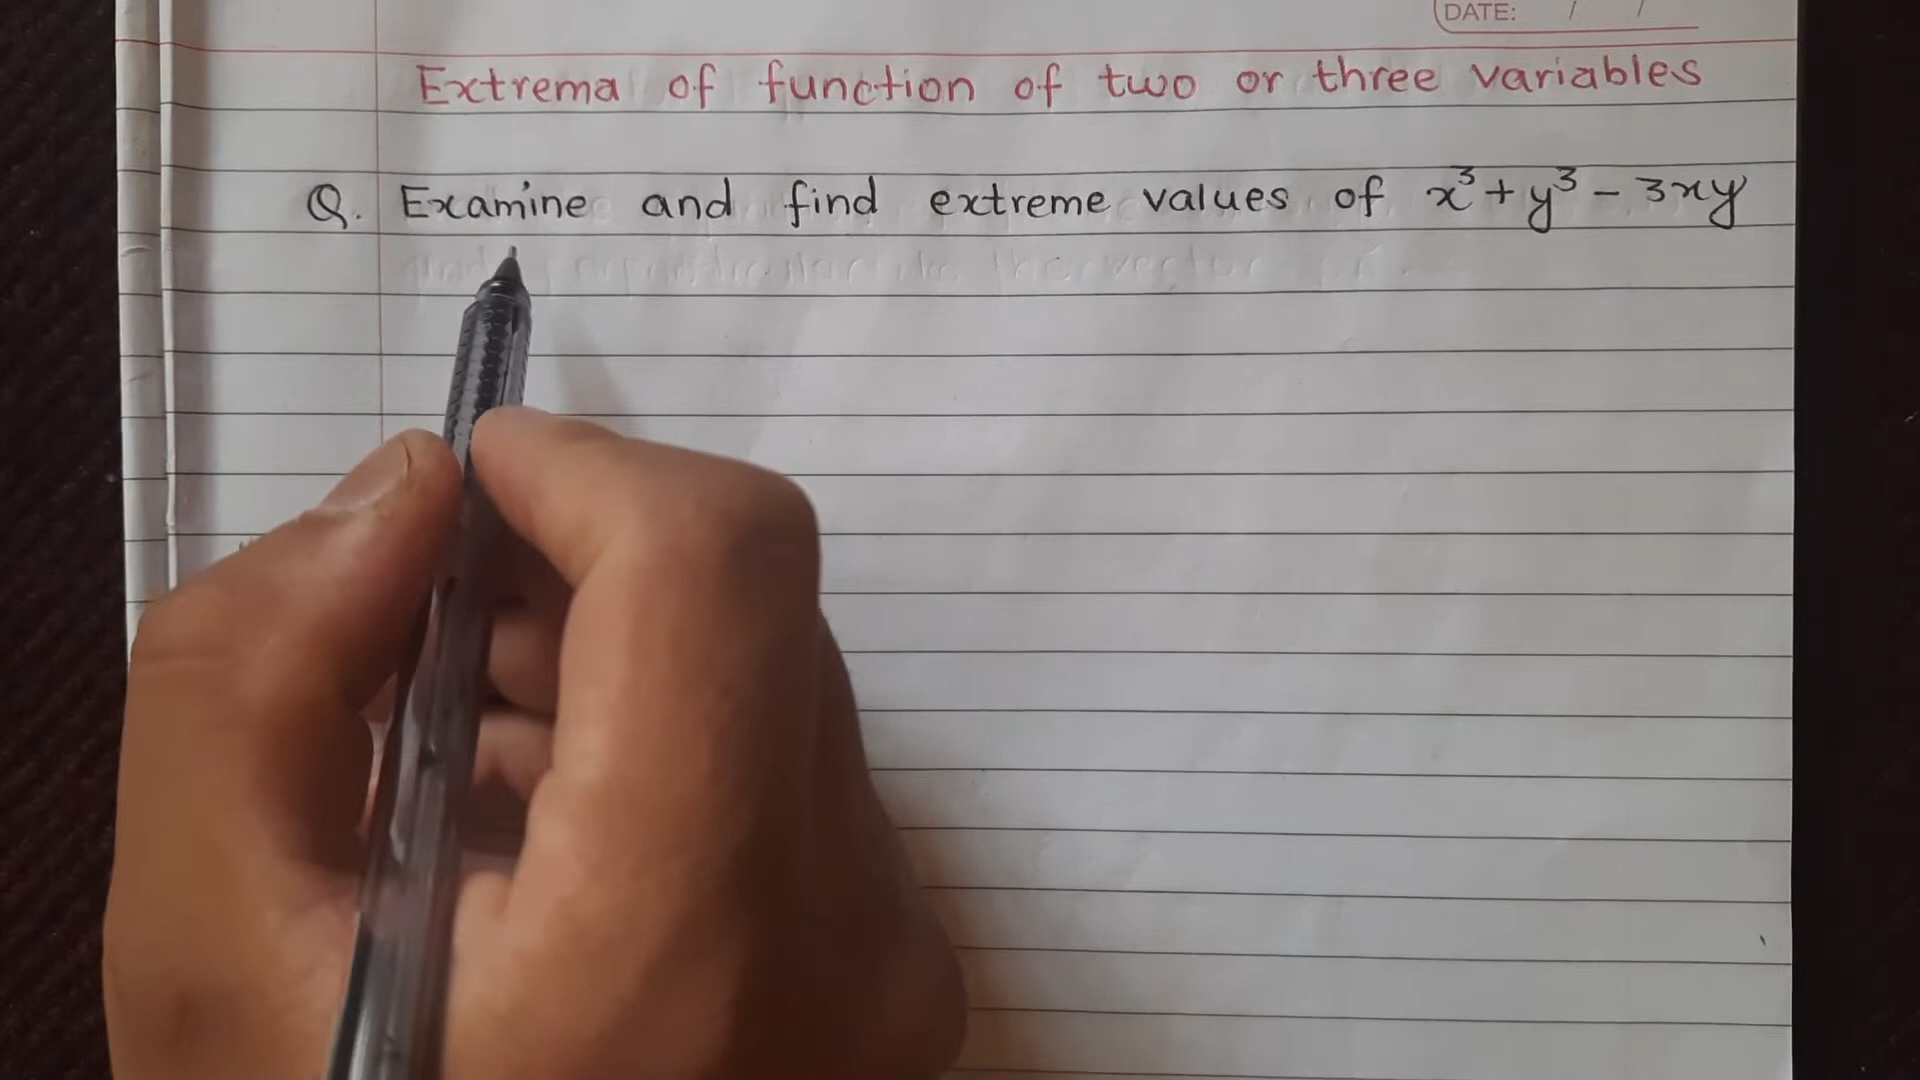 DATE: / /
Extrema of function of two or three variables
Q. Examine and find extreme values of x³ + y³ - 3xy